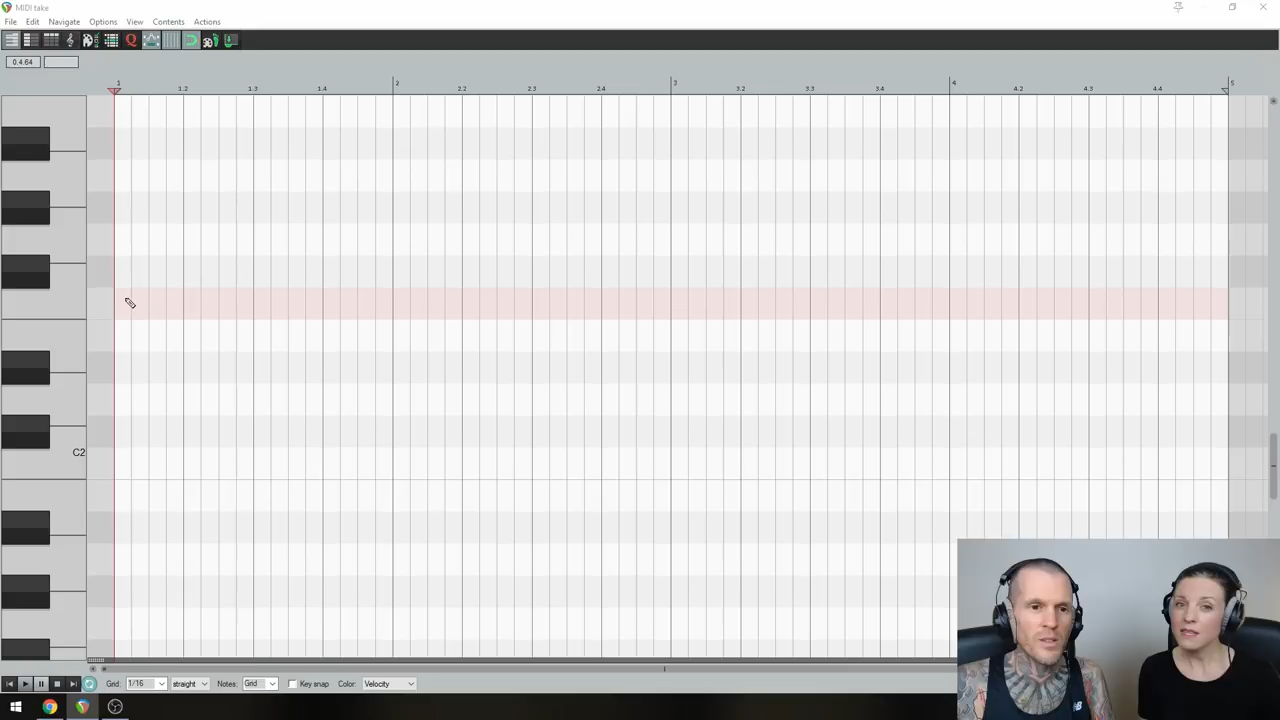 MIDI take
File Edit Navigate Options View Contents Actions
Q
0.4.64
1 1.2 1.3 1.4 2 2.2 2.3 2.4 3 3.2 3.3 3.4 4 4.2 4.3 4.4 5
C2
Grid: 1/16 straight Notes: Grid Key snap Color: Velocity